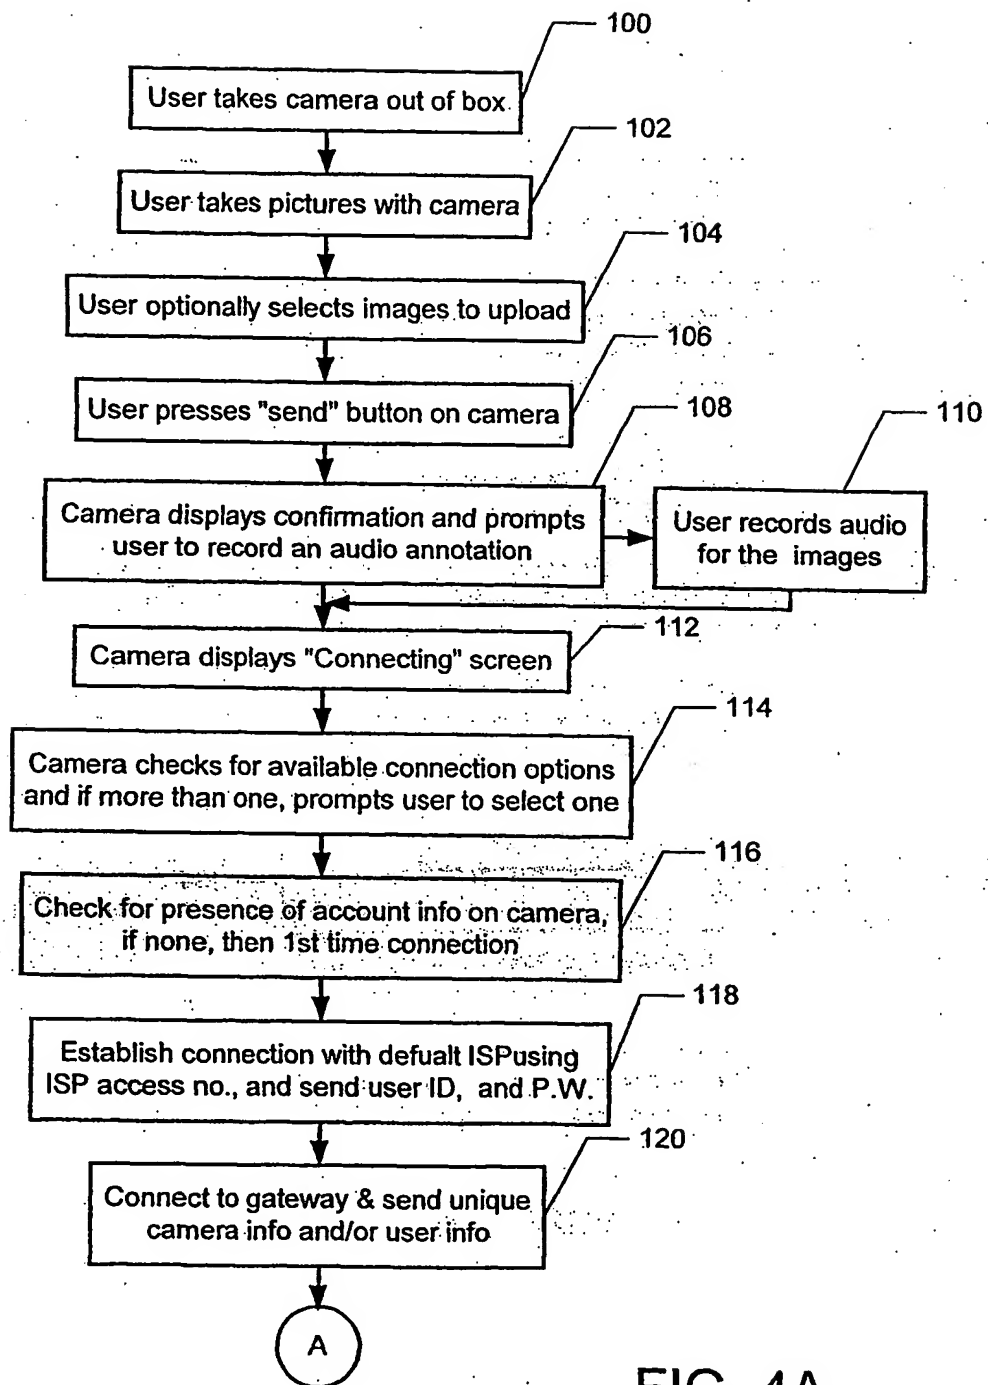 100
User takes camera out of box
102
User takes pictures with camera
104
User optionally selects images to upload
106
User presses "send" button on camera
108
110
Camera displays confirmation and prompts
user to record an audio annotation
User records audio
for the images
112
Camera displays "Connecting" screen
114
Camera checks for available connection options
and if more than one, prompts user to select one
116
Check for presence of account info on camera,
if none, then 1st time connection
118
Establish connection with defualt ISPusing
ISP access no., and send user ID, and P.W.
120
Connect to gateway & send unique
camera info and/or user info
A
FIG. 4A